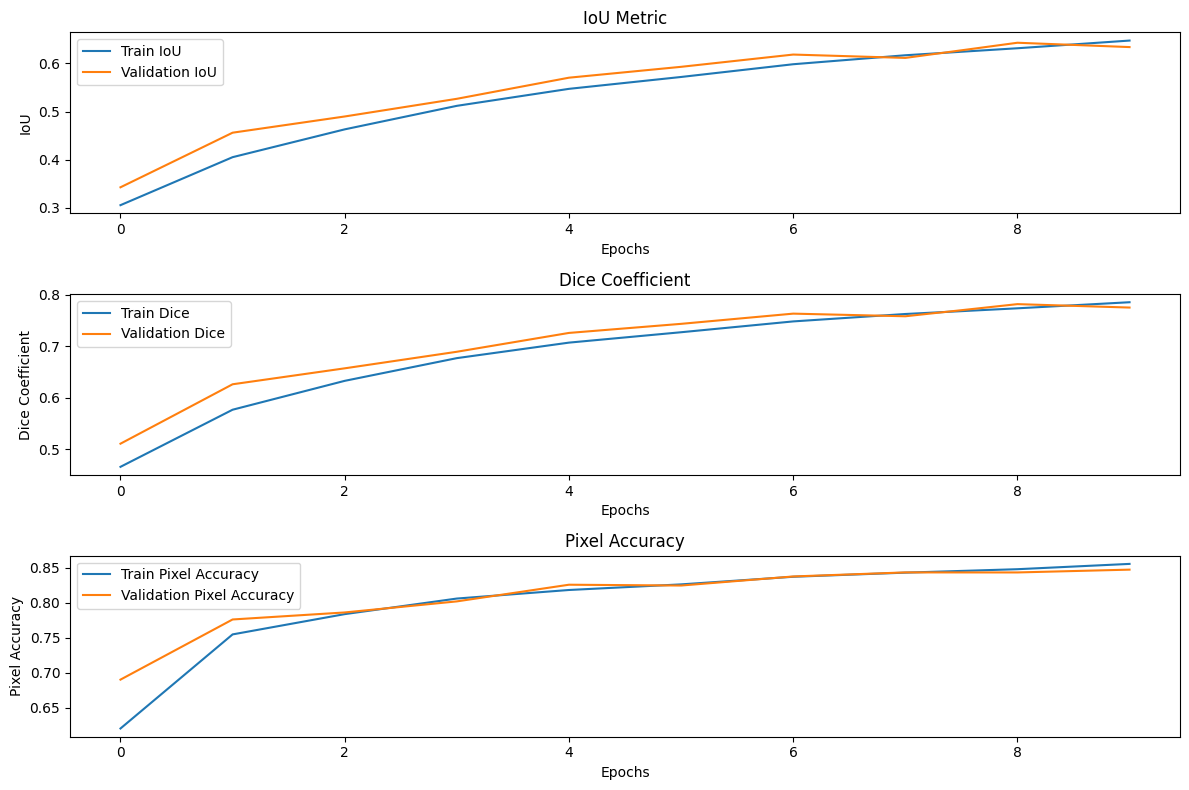 IoU Metric
Train IoU
Validation IoU
0.6
0.5
0.4
0.3
IoU
0 2 4 6 8
Epochs
Dice Coefficient
Train Dice
Validation Dice
0.8
0.7
0.6
0.5
Dice Coefficient
0 2 4 6 8
Epochs
Pixel Accuracy
Train Pixel Accuracy
Validation Pixel Accuracy
0.85
0.80
0.75
0.70
0.65
Pixel Accuracy
0 2 4 6 8
Epochs